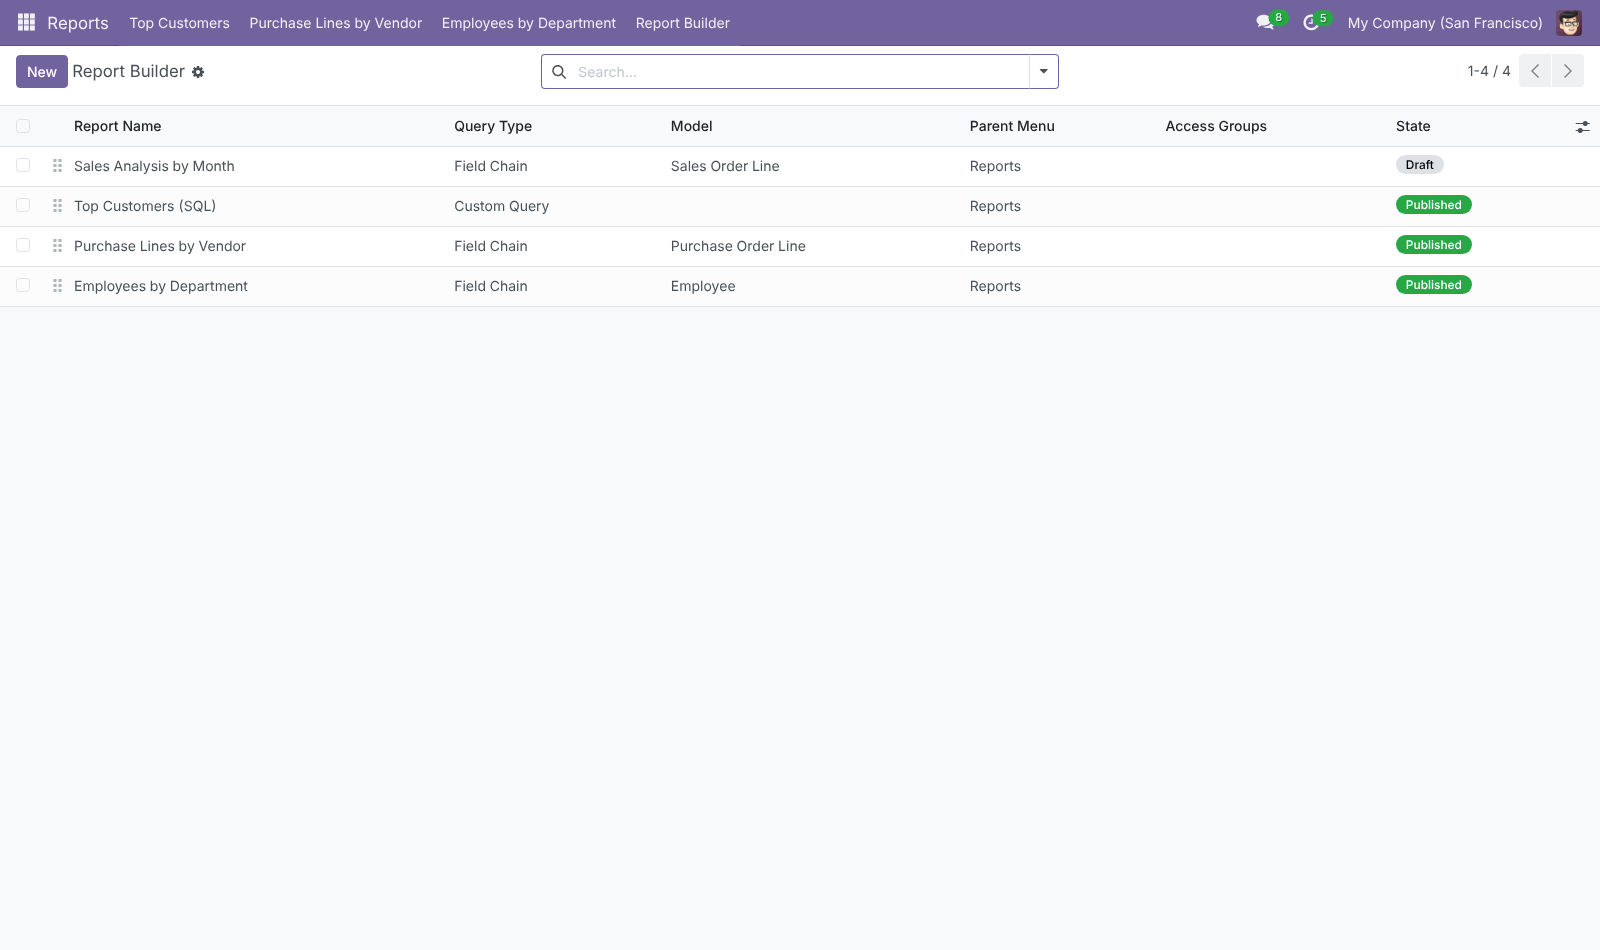 Reports Top Customers Purchase Lines by Vendor Employees by Department Report Builder 8 5 My Company (San Francisco)
New Report Builder Search... 1-4 / 4
Report Name Query Type Model Parent Menu Access Groups State
Sales Analysis by Month Field Chain Sales Order Line Reports Draft
Top Customers (SQL) Custom Query Reports Published
Purchase Lines by Vendor Field Chain Purchase Order Line Reports Published
Employees by Department Field Chain Employee Reports Published